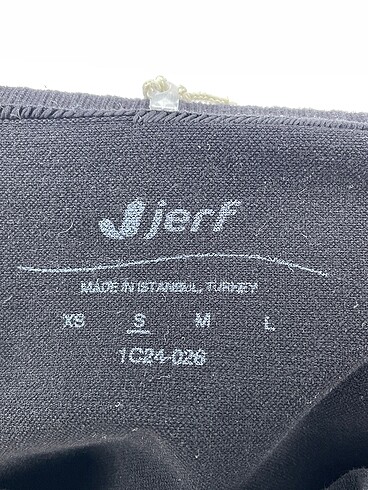 jerf
MADE IN ISTANBUL, TURKEY
XS S M L
1C24-026